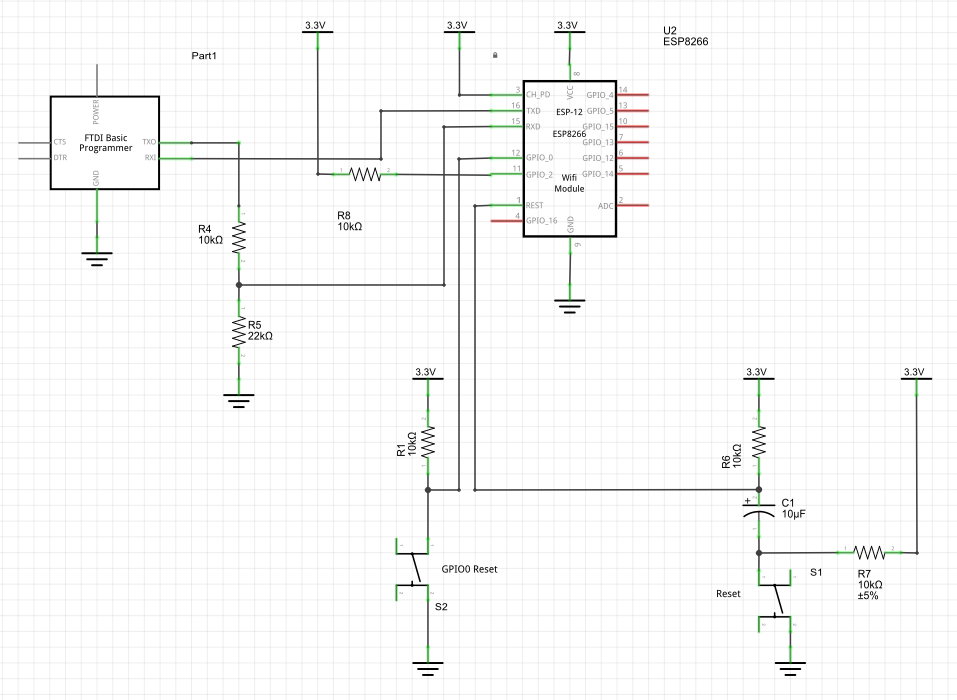 3.3V
3.3V
3.3V
U2
ESP8266
Part1
POWER
FTDI Basic
Programmer
CTS
DTR
TXO
RXI
GND
3
CH_PD
16
TXD
15
RXD
12
GPIO_0
11
GPIO_2
1
REST
4
GPIO_16
8
VCC
ESP-12
ESP8266
Wifi
Module
GND
9
GPIO_4
14
GPIO_5
13
GPIO_15
10
GPIO_13
7
GPIO_12
6
GPIO_14
5
ADC
2
R8
10kΩ
R4
10kΩ
R5
22kΩ
3.3V
3.3V
3.3V
R1
10kΩ
R6
10kΩ
+
C1
10µF
GPIO0 Reset
S2
Reset
S1
R7
10kΩ
±5%